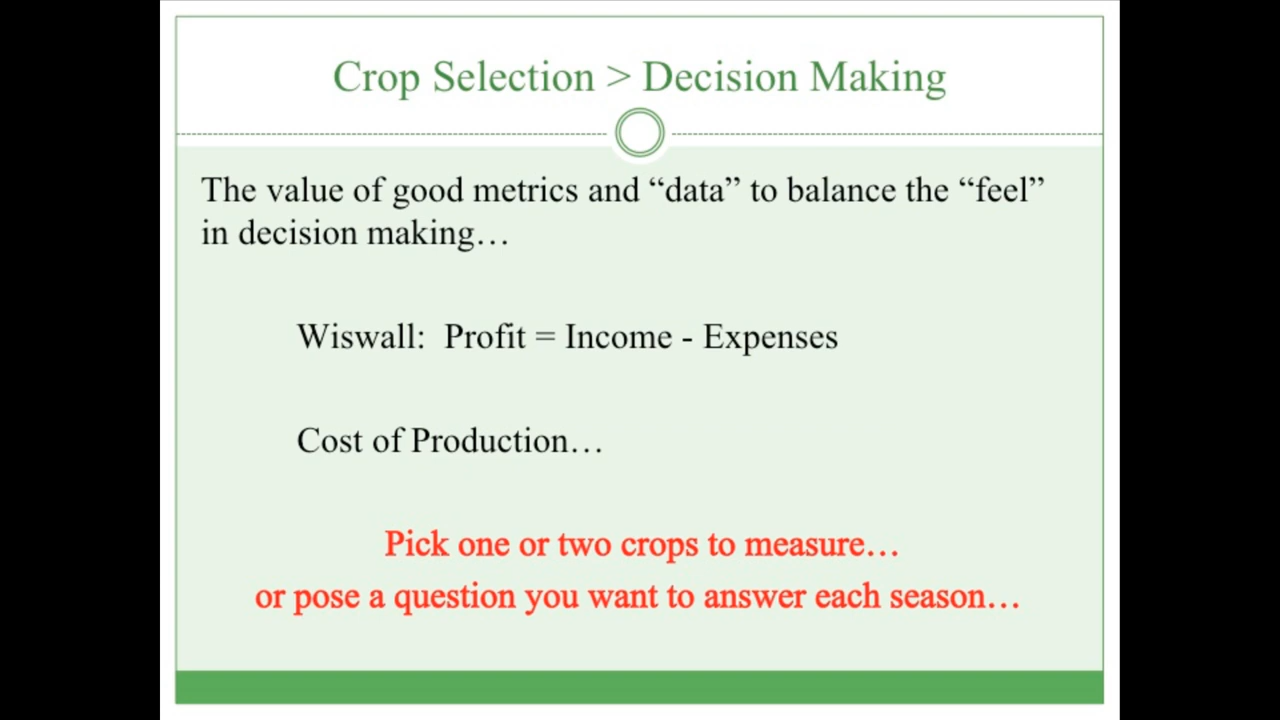 Crop Selection > Decision Making
The value of good metrics and “data” to balance the “feel”
in decision making…
Wiswall:  Profit = Income - Expenses
Cost of Production…
Pick one or two crops to measure…
or pose a question you want to answer each season…